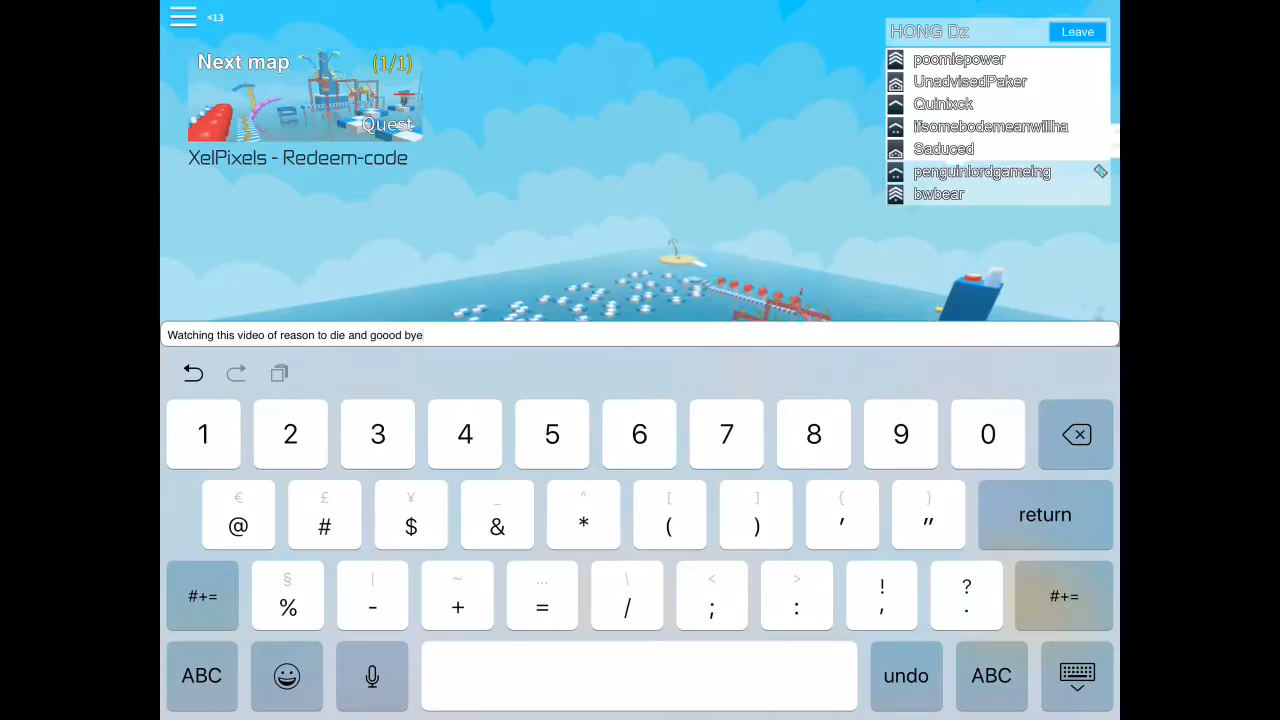 <13
HONG Dz
Leave
Next map
(1/1)
Quest
XelPixels - Redeem-code
poomiepower
UnadvisedPaker
Quinixck
ifsomebodemeanwillha
Saduced
penguinlordgameing
bwbear
Watching this video of reason to die and goood bye
1 2 3 4 5 6 7 8 9 0
€ £ ¥ _ ^ [ ] { }
@ # $ & * ( ) ' " return
§ | ~ … \ < > ! ?
#+= % - + = / ; : , . #+=
ABC undo ABC